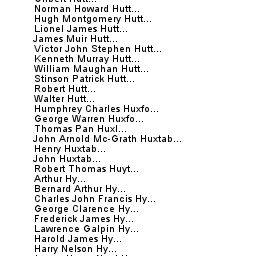 Norman Howard Hutt...
Hugh Montgomery Hutt...
Lionel James Hutt...
James Muir Hutt...
Victor John Stephen Hutt...
Kenneth Murray Hutt...
William Maughan Hutt...
Stinson Patrick Hutt...
Robert Hutt...
Walter Hutt...
Humphrey Charles Huxfo...
George Warren Huxfo...
Thomas Pan Huxl...
John Arnold Mc-Grath Huxtab...
Henry Huxtab...
John Huxtab...
Robert Thomas Huyt...
Arthur Hy...
Bernard Arthur Hy...
Charles John Francis Hy...
George Clarence Hy...
Frederick James Hy...
Lawrence Galpin Hy...
Harold James Hy...
Harry Nelson Hy...